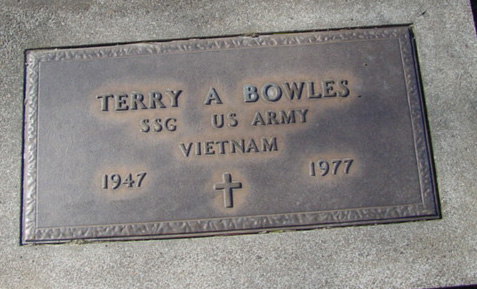 TERRY A BOWLES
SSG US ARMY
VIETNAM
1947 1977